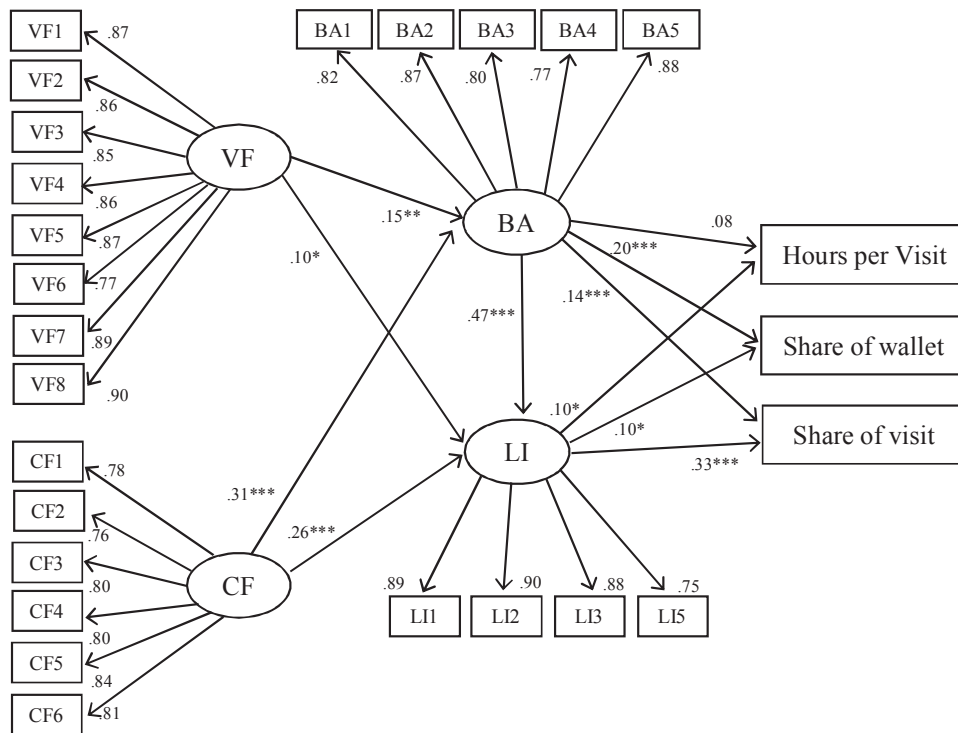 VF1
.87
VF2
.86
VF3
.85
VF4
.86
VF5
.87
VF6
.77
VF7
.89
VF8
.90
VF
BA1
BA2
BA3
BA4
BA5
.82
.87
.80
.77
.88
BA
.15**
.10*
.47***
.08
.20***
.14***
Hours per Visit
Share of wallet
Share of visit
.10*
.10*
.33***
LI
CF1
.78
CF2
.76
CF3
.80
CF4
.80
CF5
.84
CF6
.81
CF
.31***
.26***
.89
.90
.88
.75
LI1
LI2
LI3
LI5